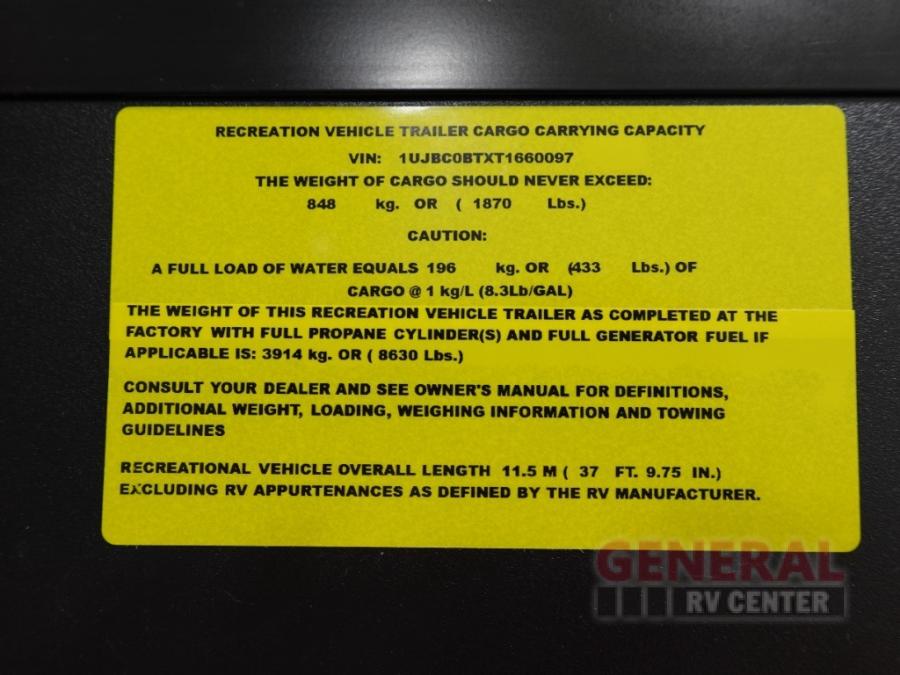 RECREATION VEHICLE TRAILER CARGO CARRYING CAPACITY
VIN: 1UJBC0BTXT1660097
THE WEIGHT OF CARGO SHOULD NEVER EXCEED:
848 kg. OR ( 1870 Lbs.)
CAUTION:
A FULL LOAD OF WATER EQUALS 196 kg. OR (433 Lbs.) OF
CARGO @ 1 kg/L (8.3Lb/GAL)
THE WEIGHT OF THIS RECREATION VEHICLE TRAILER AS COMPLETED AT THE
FACTORY WITH FULL PROPANE CYLINDER(S) AND FULL GENERATOR FUEL IF
APPLICABLE IS: 3914 kg. OR ( 8630 Lbs.)
CONSULT YOUR DEALER AND SEE OWNER'S MANUAL FOR DEFINITIONS,
ADDITIONAL WEIGHT, LOADING, WEIGHING INFORMATION AND TOWING
GUIDELINES
RECREATIONAL VEHICLE OVERALL LENGTH 11.5 M ( 37 FT. 9.75 IN.)
EXCLUDING RV APPURTENANCES AS DEFINED BY THE RV MANUFACTURER.
GENERAL
RV CENTER